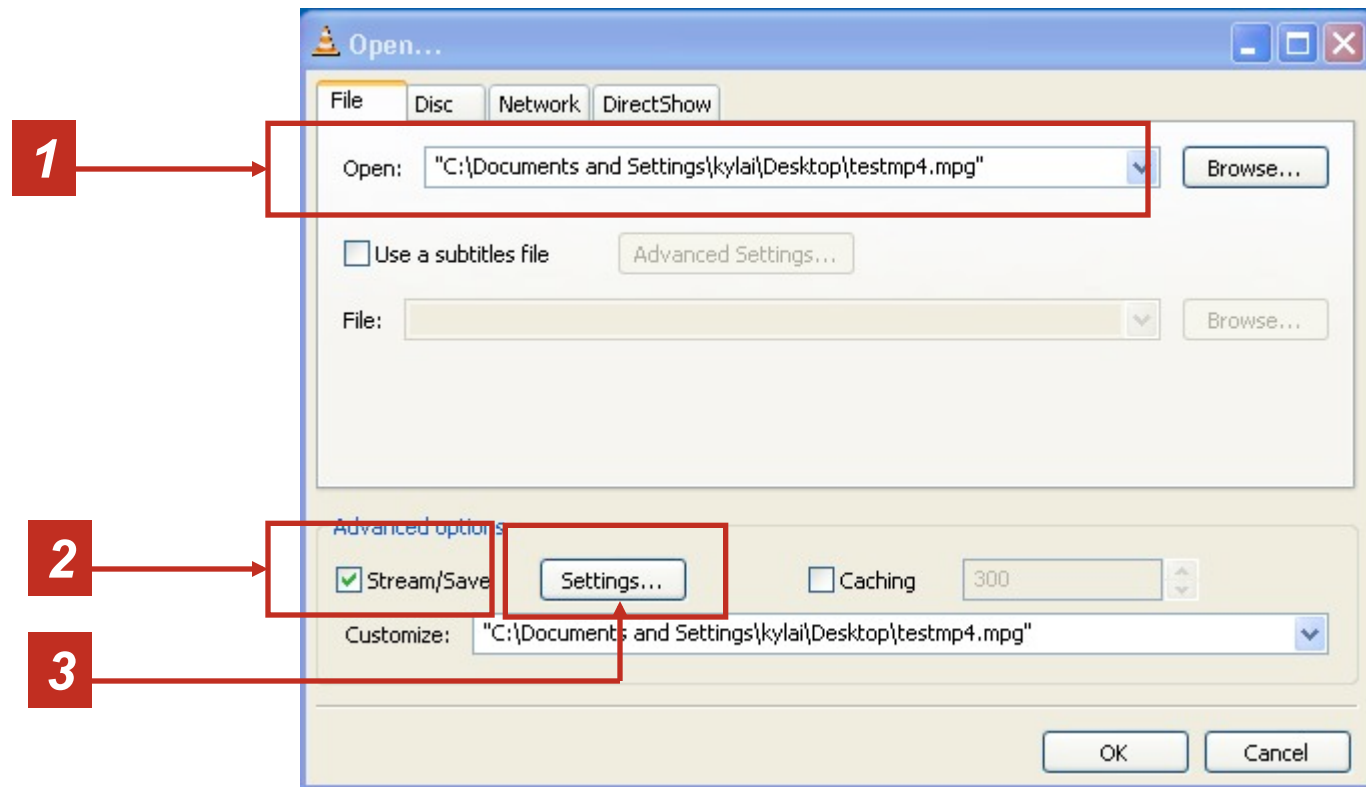 Open...
File Disc Network DirectShow
1
Open: "C:\Documents and Settings\kylai\Desktop\testmp4.mpg" Browse...
Use a subtitles file Advanced Settings...
File: Browse...
Advanced options
2
Stream/Save Settings... Caching 300
Customize: "C:\Documents and Settings\kylai\Desktop\testmp4.mpg"
3
OK Cancel